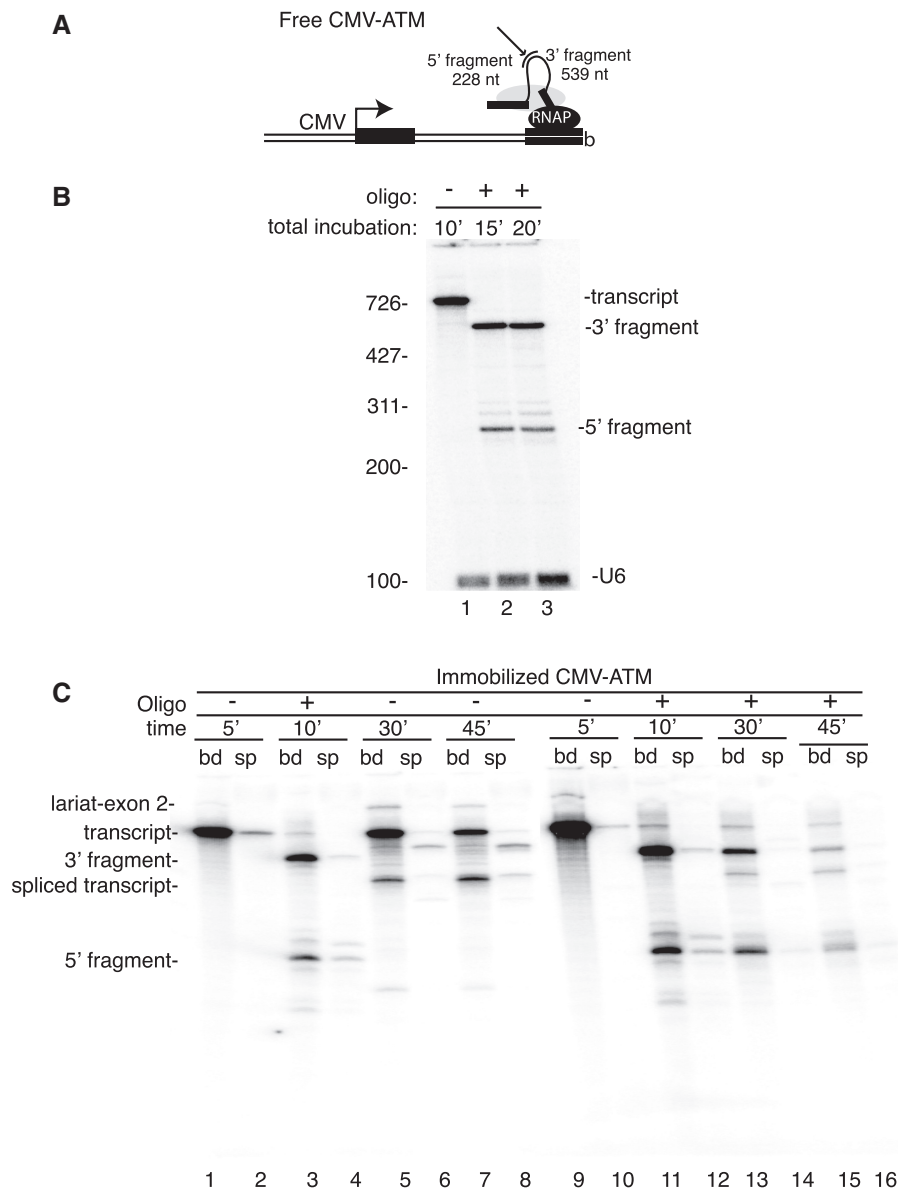 A
Free CMV-ATM
5’ fragment
228 nt
3’ fragment
539 nt
CMV
RNAP
b
B
oligo: - + +
total incubation: 10’ 15’ 20’
726-
427-
311-
200-
100-
-transcript
-3’ fragment
-5’ fragment
-U6
1 2 3
C
Immobilized CMV-ATM
Oligo - + - - - + + +
time 5’ 10’ 30’ 45’ 5’ 10’ 30’ 45’
bd sp bd sp bd sp bd sp bd sp bd sp bd sp bd sp
lariat-exon 2-
transcript-
3’ fragment-
spliced transcript-
5’ fragment-
1 2 3 4 5 6 7 8 9 10 11 12 13 14 15 16